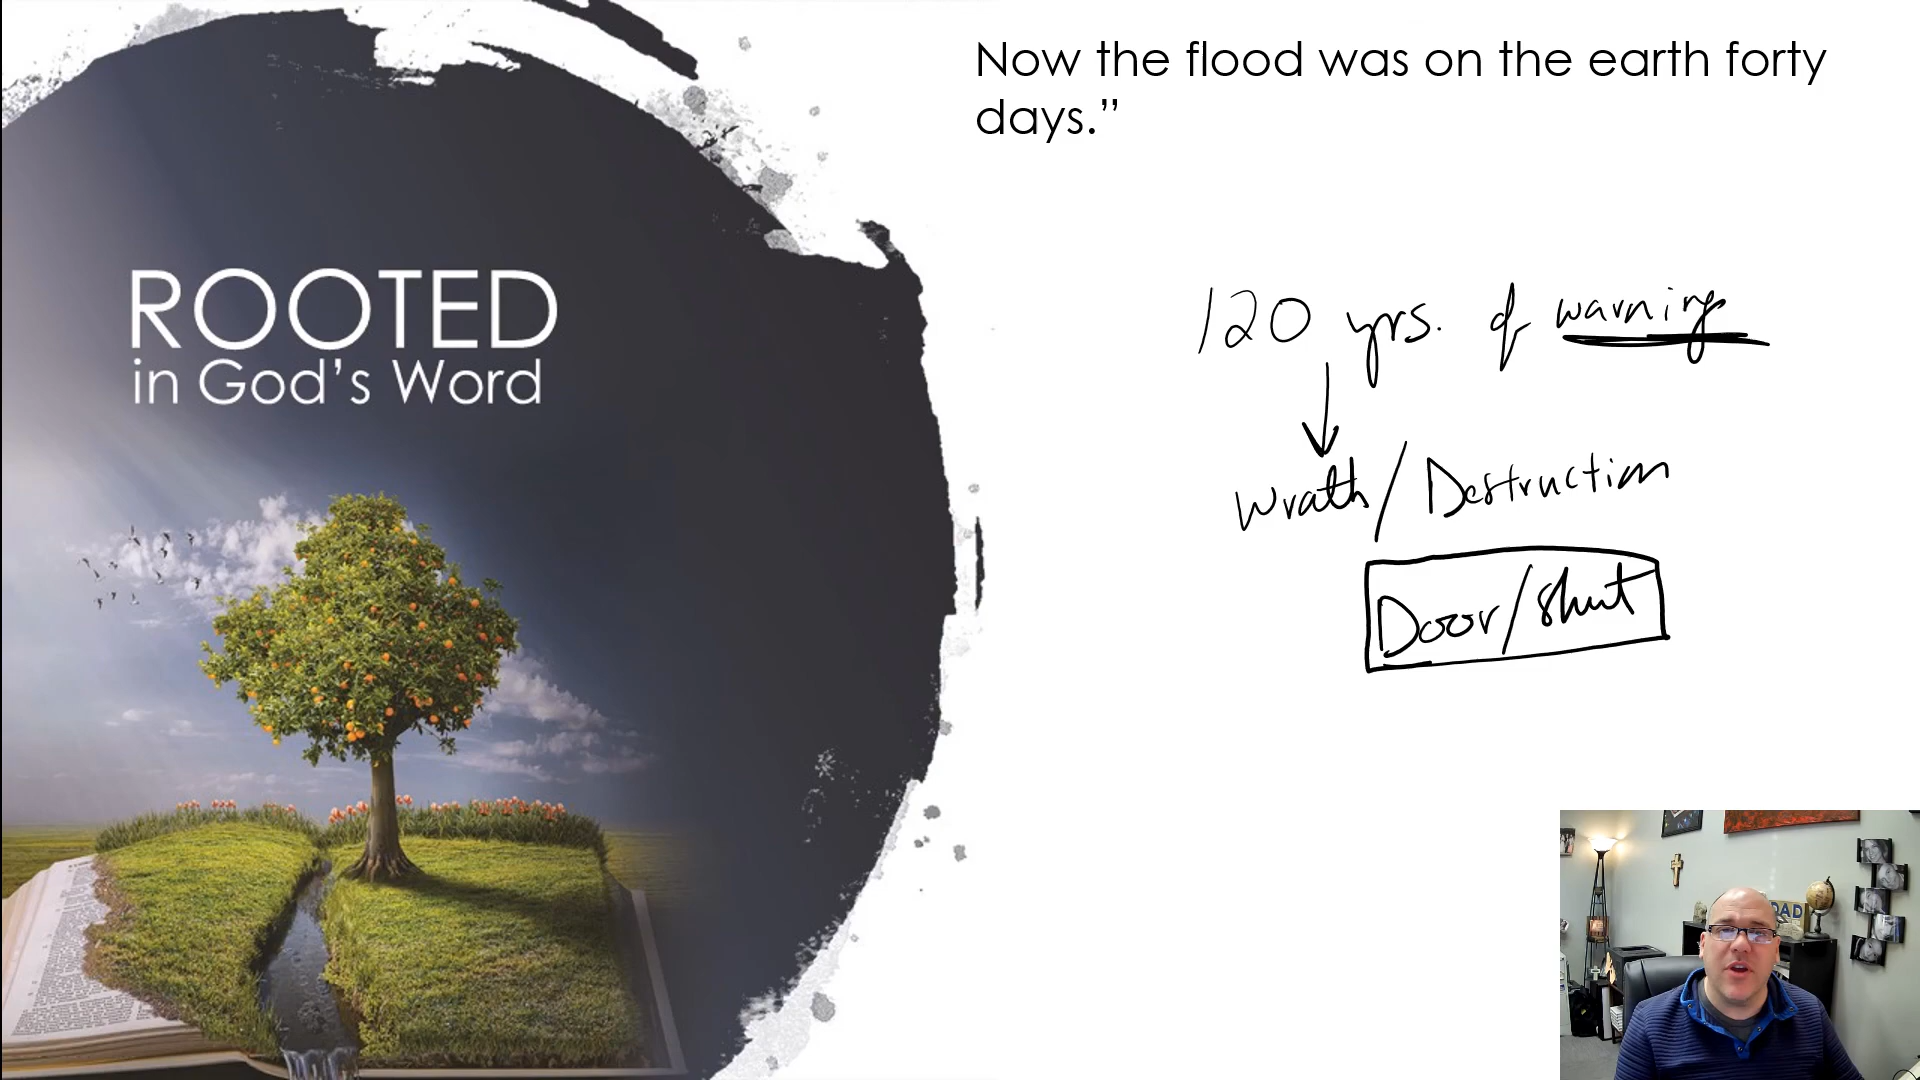 ROOTED
in God's Word
Now the flood was on the earth forty
days.”
120 yrs. of warning
Wrath/Destruction
Door/shut
DAD